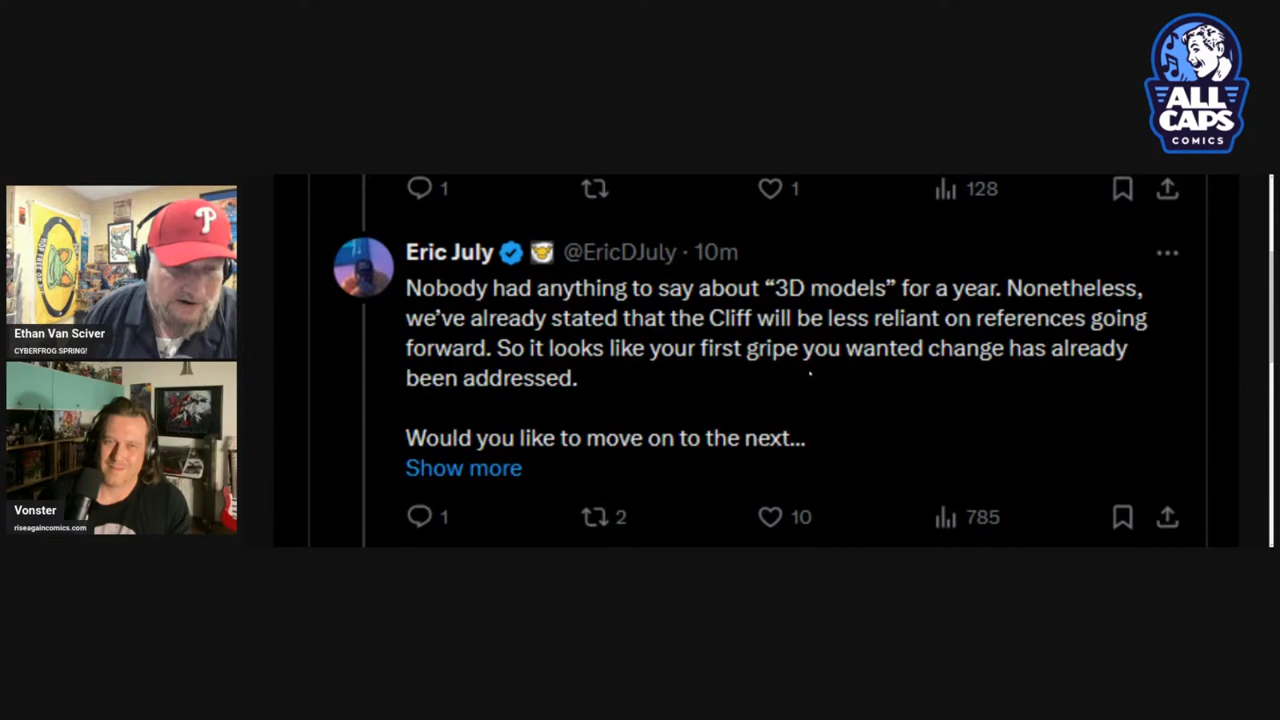 ALL
CAPS
COMICS
1
1
128
Eric July @EricDJuly · 10m
Nobody had anything to say about “3D models” for a year. Nonetheless,
we’ve already stated that the Cliff will be less reliant on references going
forward. So it looks like your first gripe you wanted change has already
been addressed.
Would you like to move on to the next...
Show more
1
2
10
785
P
Ethan Van Sciver
CYBERFROG SPRING!
Vonster
riseagaincomics.com